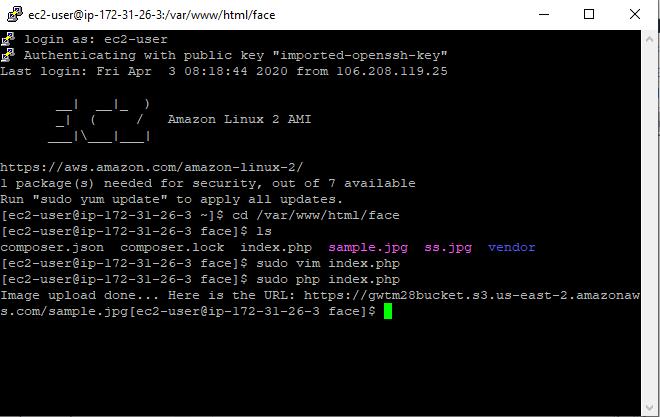 ec2-user@ip-172-31-26-3:/var/www/html/face
login as: ec2-user
Authenticating with public key "imported-openssh-key"
Last login: Fri Apr  3 08:18:44 2020 from 106.208.119.25
       __|  __|_  )
       _|  (     /   Amazon Linux 2 AMI
      ___|\___|___|
https://aws.amazon.com/amazon-linux-2/
1 package(s) needed for security, out of 7 available
Run "sudo yum update" to apply all updates.
[ec2-user@ip-172-31-26-3 ~]$ cd /var/www/html/face
[ec2-user@ip-172-31-26-3 face]$ ls
composer.json  composer.lock  index.php  sample.jpg  ss.jpg  vendor
[ec2-user@ip-172-31-26-3 face]$ sudo vim index.php
[ec2-user@ip-172-31-26-3 face]$ sudo php index.php
Image upload done... Here is the URL: https://gwtm28bucket.s3.us-east-2.amazonaw
s.com/sample.jpg[ec2-user@ip-172-31-26-3 face]$